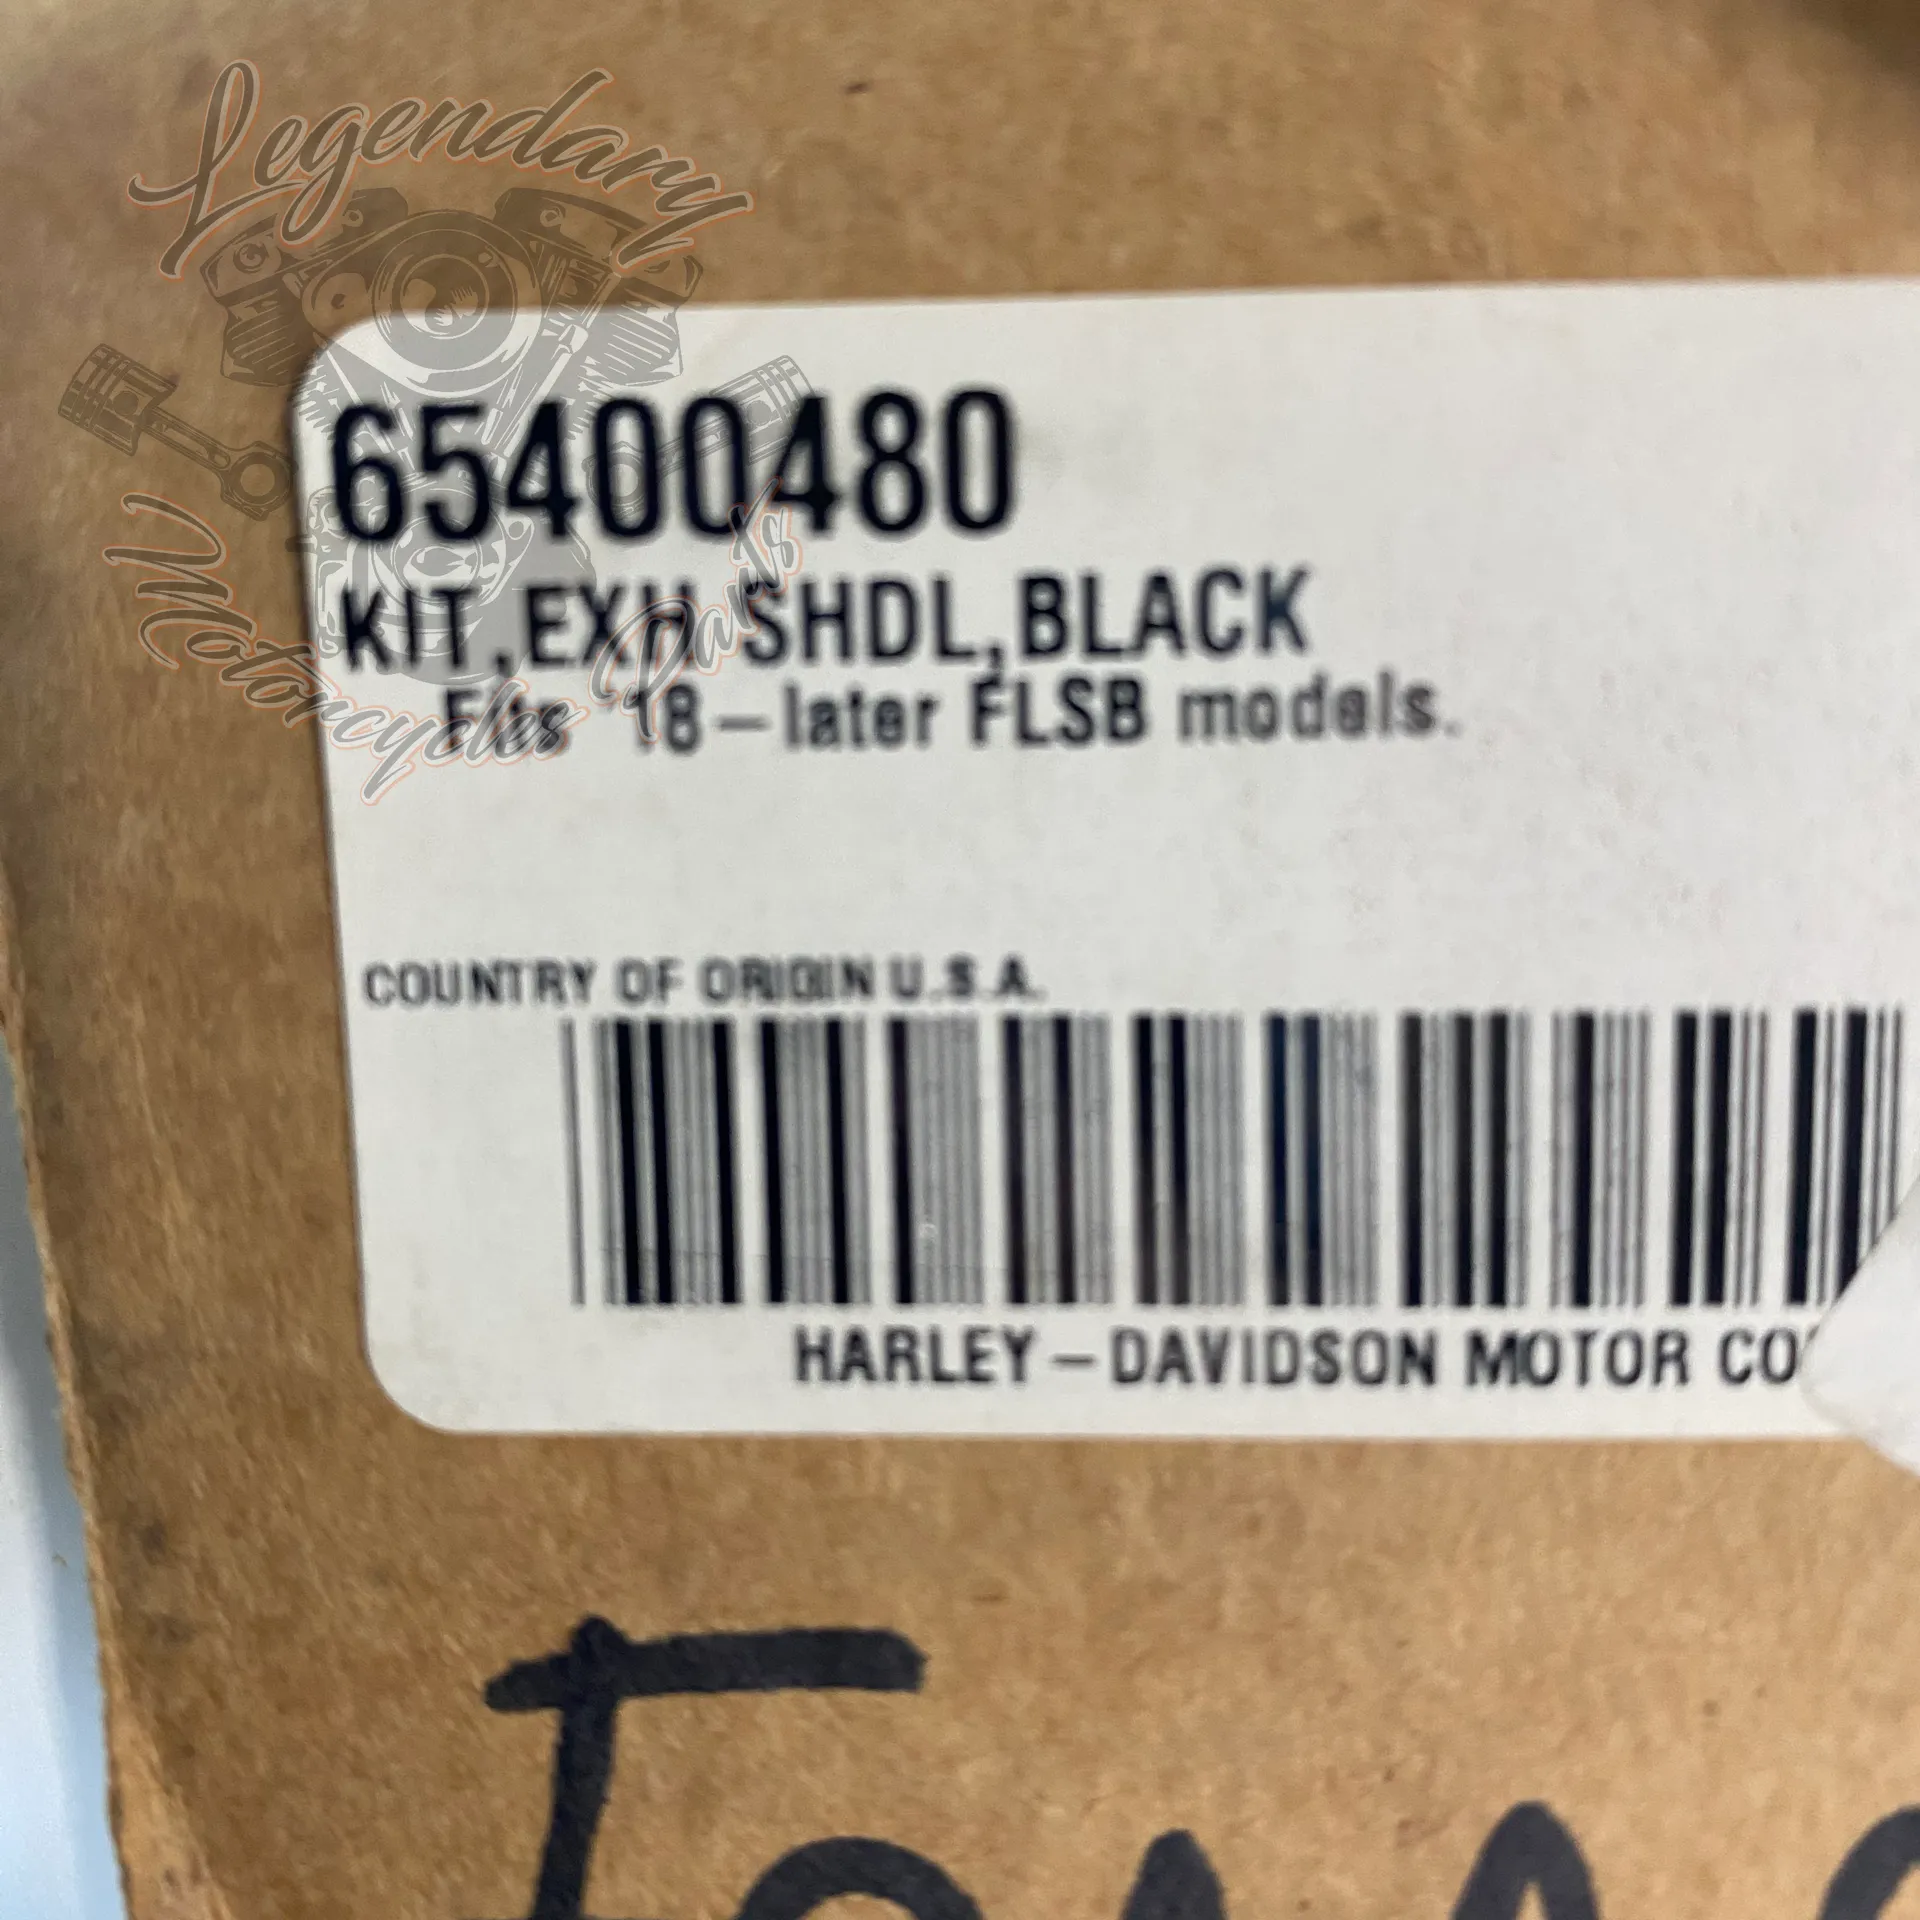 Legendary
Motorcycles Parts
65400480
KIT,EXH SHDL,BLACK
Fits '18-later FLSB models.
COUNTRY OF ORIGIN U.S.A.
HARLEY-DAVIDSON MOTOR CO